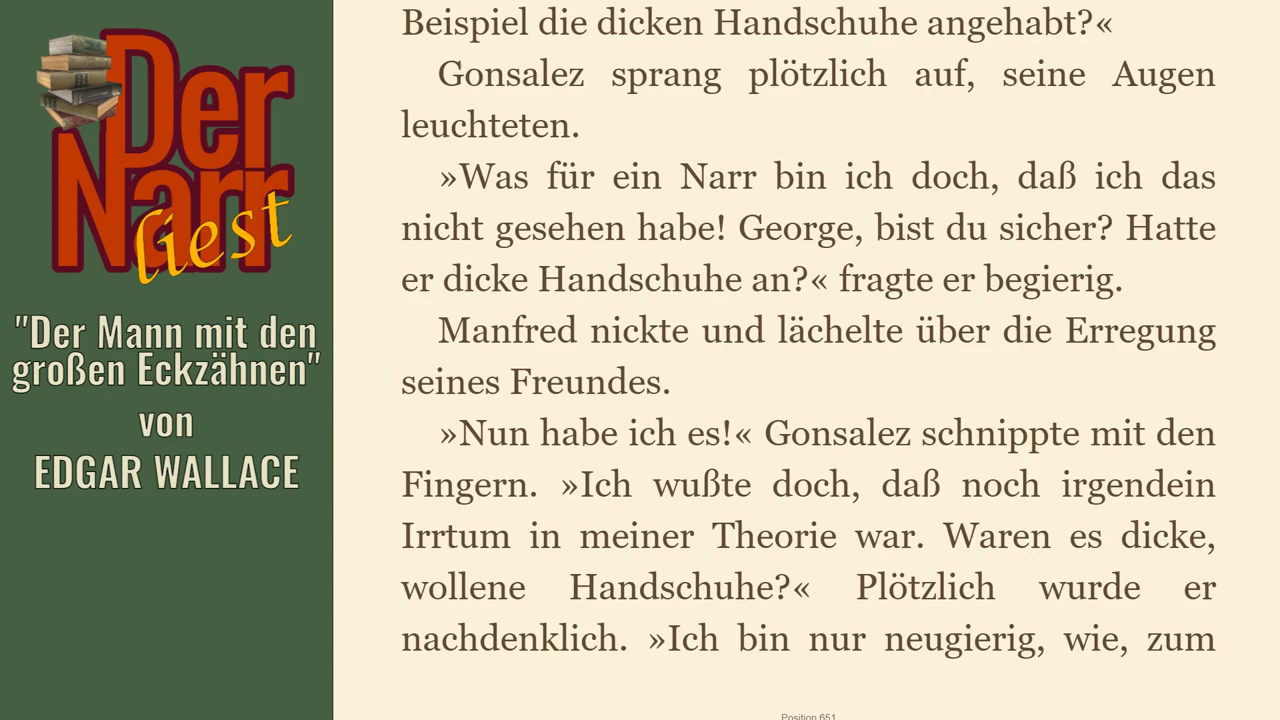 Der
Narr
liest
"Der Mann mit den
großen Eckzähnen"
von
EDGAR WALLACE
Beispiel die dicken Handschuhe angehabt?«
Gonsalez sprang plötzlich auf, seine Augen
leuchteten.
»Was für ein Narr bin ich doch, daß ich das
nicht gesehen habe! George, bist du sicher? Hatte
er dicke Handschuhe an?« fragte er begierig.
Manfred nickte und lächelte über die Erregung
seines Freundes.
»Nun habe ich es!« Gonsalez schnippte mit den
Fingern. »Ich wußte doch, daß noch irgendein
Irrtum in meiner Theorie war. Waren es dicke,
wollene Handschuhe?« Plötzlich wurde er
nachdenklich. »Ich bin nur neugierig, wie, zum
Position 651